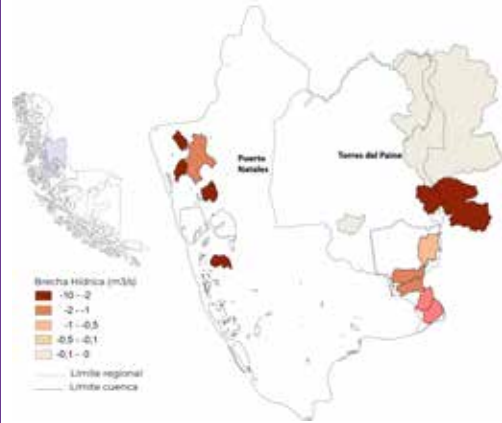 Puerto
Natales
Torres del Paine
Brecha Hídrica (m3/s)
-10 - -2
-2 - -1
-1 - -0,5
-0,5 - -0,1
-0,1 - 0
Límite regional
Límite cuenca